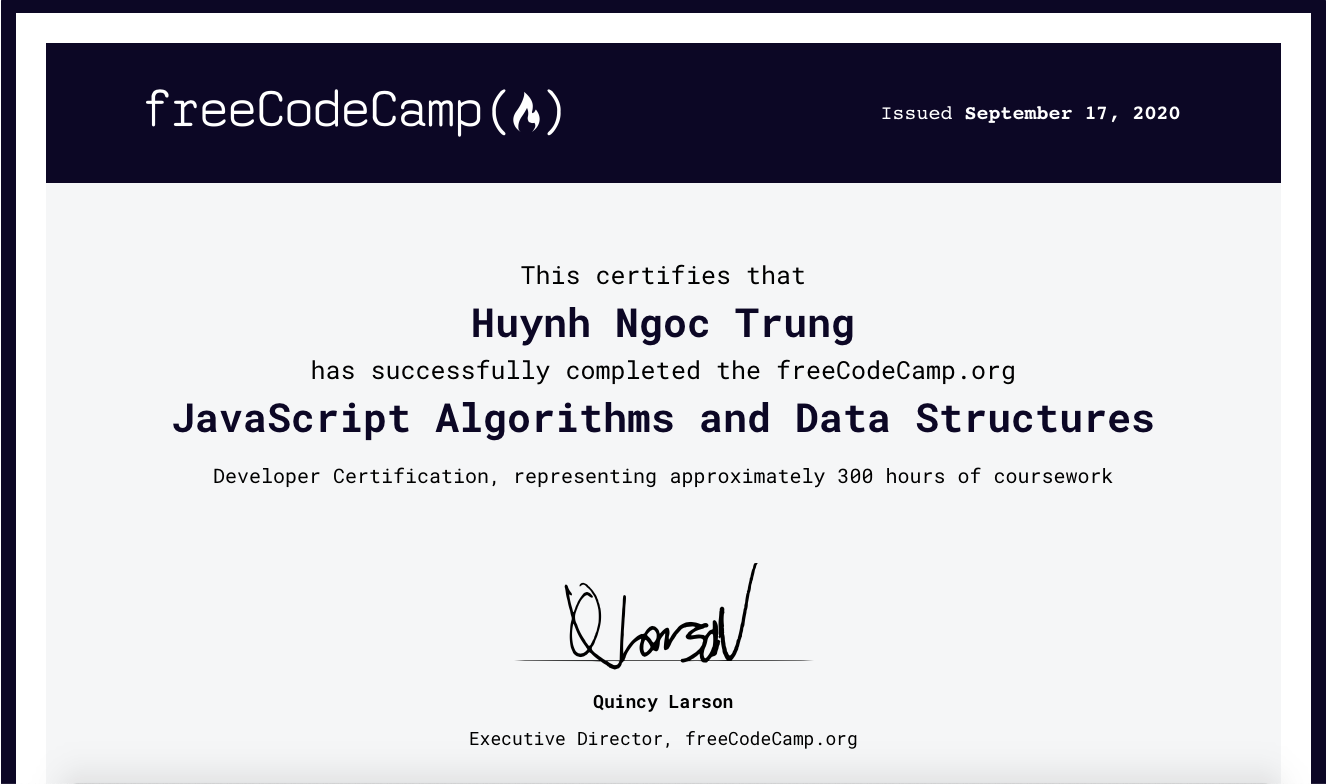 freeCodeCamp(🔥)
Issued September 17, 2020
This certifies that
Huynh Ngoc Trung
has successfully completed the freeCodeCamp.org
JavaScript Algorithms and Data Structures
Developer Certification, representing approximately 300 hours of coursework
Q Larson
Quincy Larson
Executive Director, freeCodeCamp.org